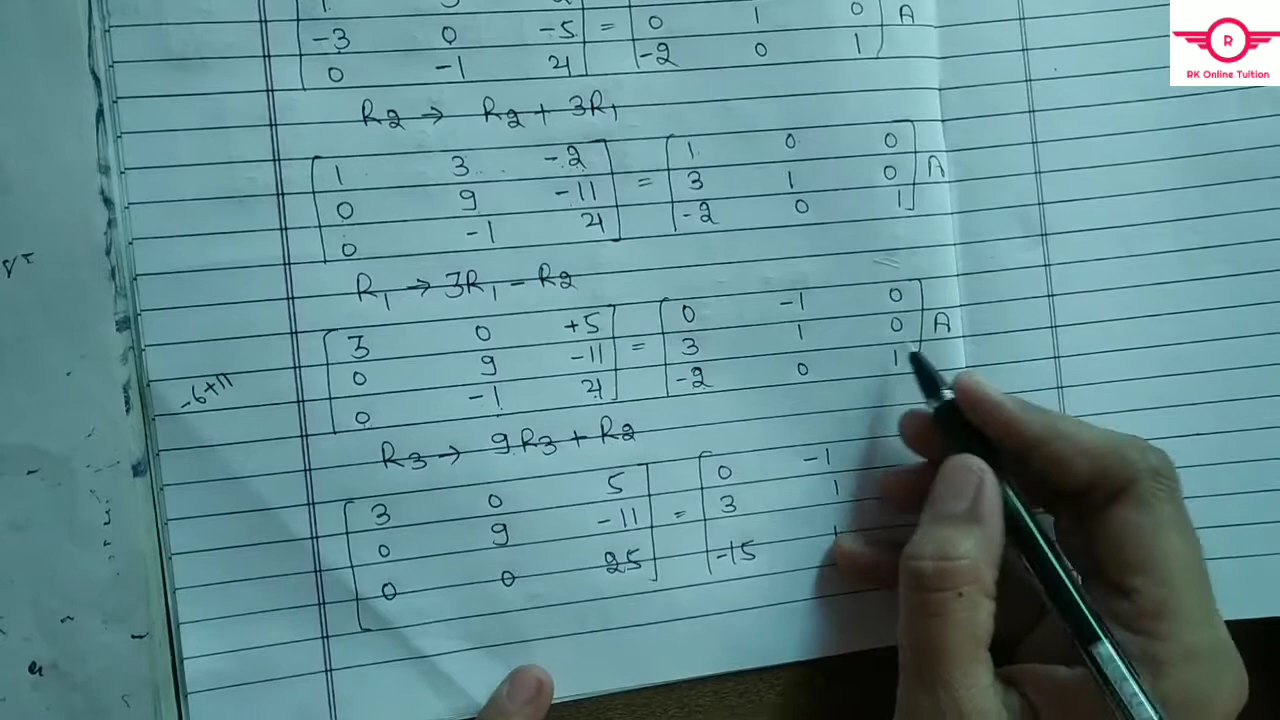 R
RK Online Tuition
-3 0 -5 = 0 1 0 A
0 -1 4 -2 0 1
R2 → R2 + 3R1
1 3 -2 1 0 0
0 9 -11 = 3 1 0 A
0 -1 4 -2 0 1
R1 → 3R1 - R2
3 0 +5 0 -1 0
0 9 -11 = 3 1 0 A
0 -1 4 -2 0 1
-6+11
R3 → 9R3 + R2
3 0 5 0 -1
0 9 -11 = 3 1
0 0 25 -15